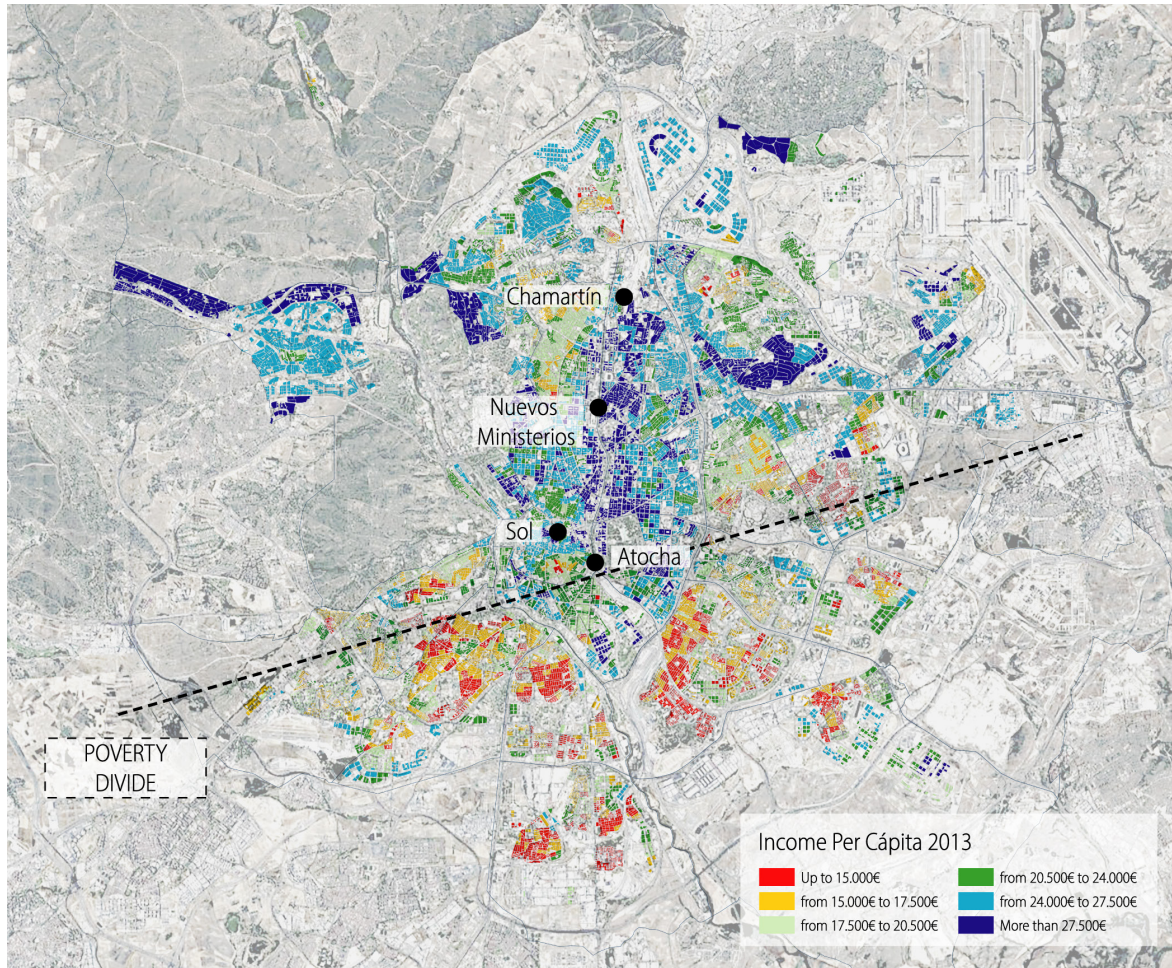 Chamartín
Nuevos
Ministerios
Sol
Atocha
POVERTY
DIVIDE
Income Per Cápita 2013
Up to 15.000€
from 15.000€ to 17.500€
from 17.500€ to 20.500€
from 20.500€ to 24.000€
from 24.000€ to 27.500€
More than 27.500€